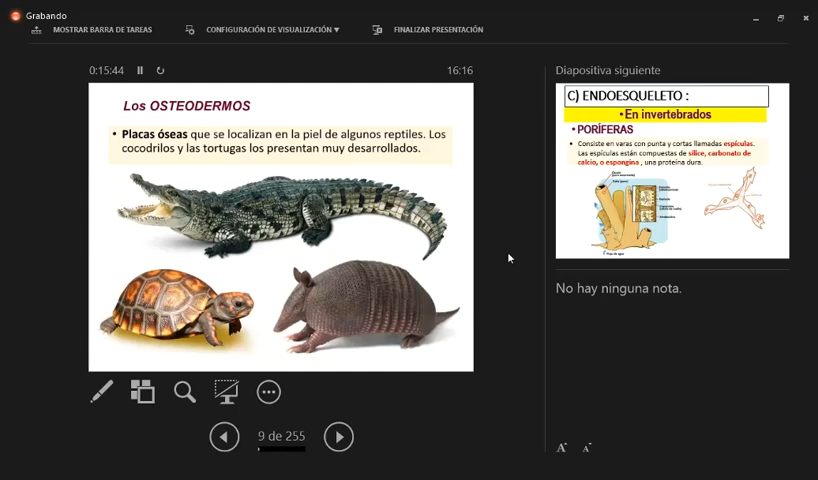 Grabando
MOSTRAR BARRA DE TAREAS
CONFIGURACIÓN DE VISUALIZACIÓN ▼
FINALIZAR PRESENTACIÓN
0:15:44
16:16
Los OSTEODERMOS
• Placas óseas que se localizan en la piel de algunos reptiles. Los
cocodrilos y las tortugas los presentan muy desarrollados.
9 de 255
Diapositiva siguiente
C) ENDOESQUELETO :
•En invertebrados
•PORÍFERAS
• Consiste en varas con punta y cortas llamadas espículas.
Las espículas están compuestas de sílice, carbonato de
calcio, o espongina , una proteína dura.
No hay ninguna nota.
A A